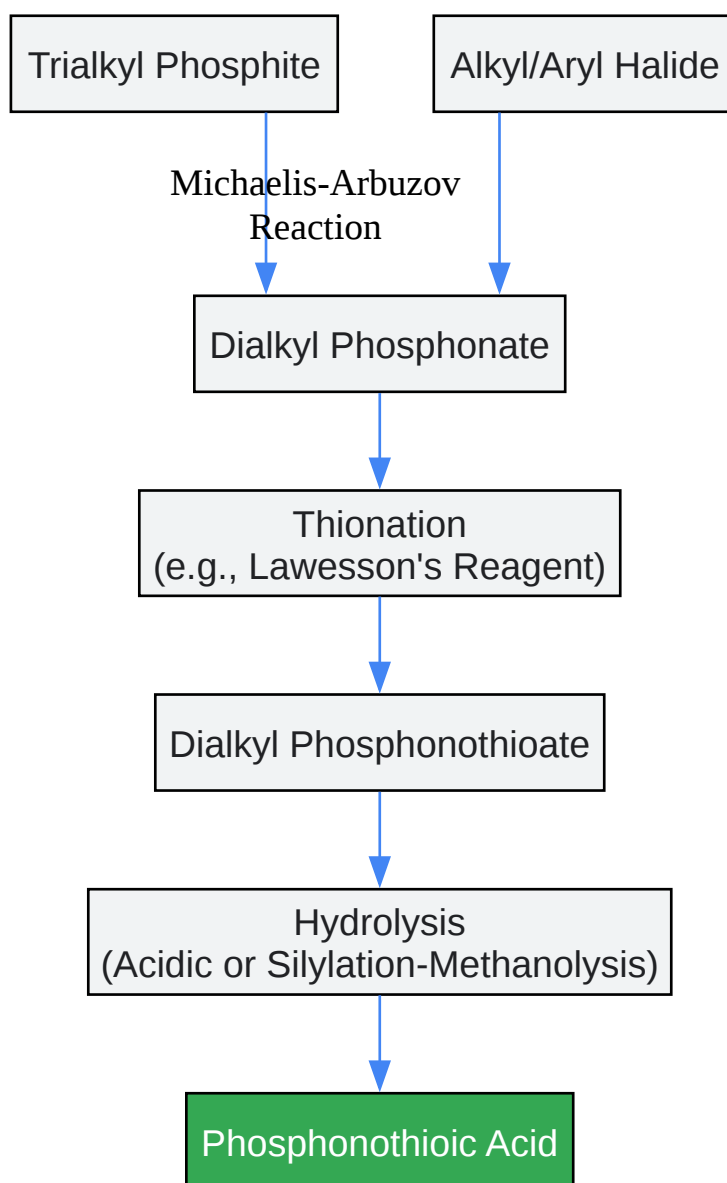 Trialkyl Phosphite
Alkyl/Aryl Halide
Michaelis-Arbuzov
Reaction
Dialkyl Phosphonate
Thionation
(e.g., Lawesson's Reagent)
Dialkyl Phosphonothioate
Hydrolysis
(Acidic or Silylation-Methanolysis)
Phosphonothioic Acid